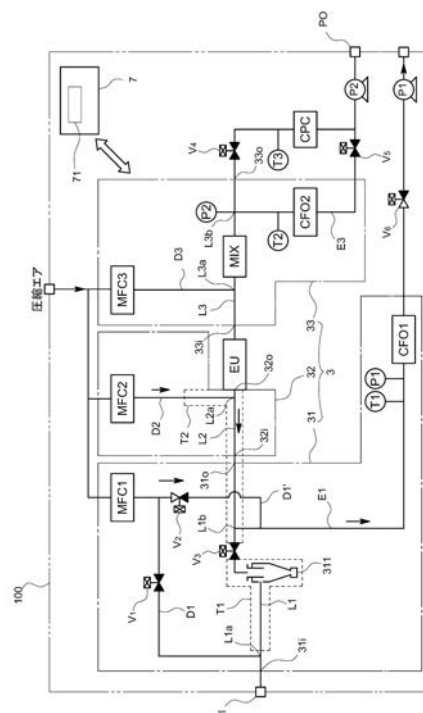 100
圧縮エア
7
71
MFC1
MFC2
MFC3
V1
V2
D1
D2
D3
T2
D1'
P2
V4
T3
CPC
P2
PO
T1
L1a
L1
31i
311
V3
L1b
31o
L2
32i
L2a
32o
EU
33i
L3
L3a
MIX
L3b
33o
T2
CFO2
V5
E3
E1
31
32
33
3
T1
P1
CFO1
V6
P1